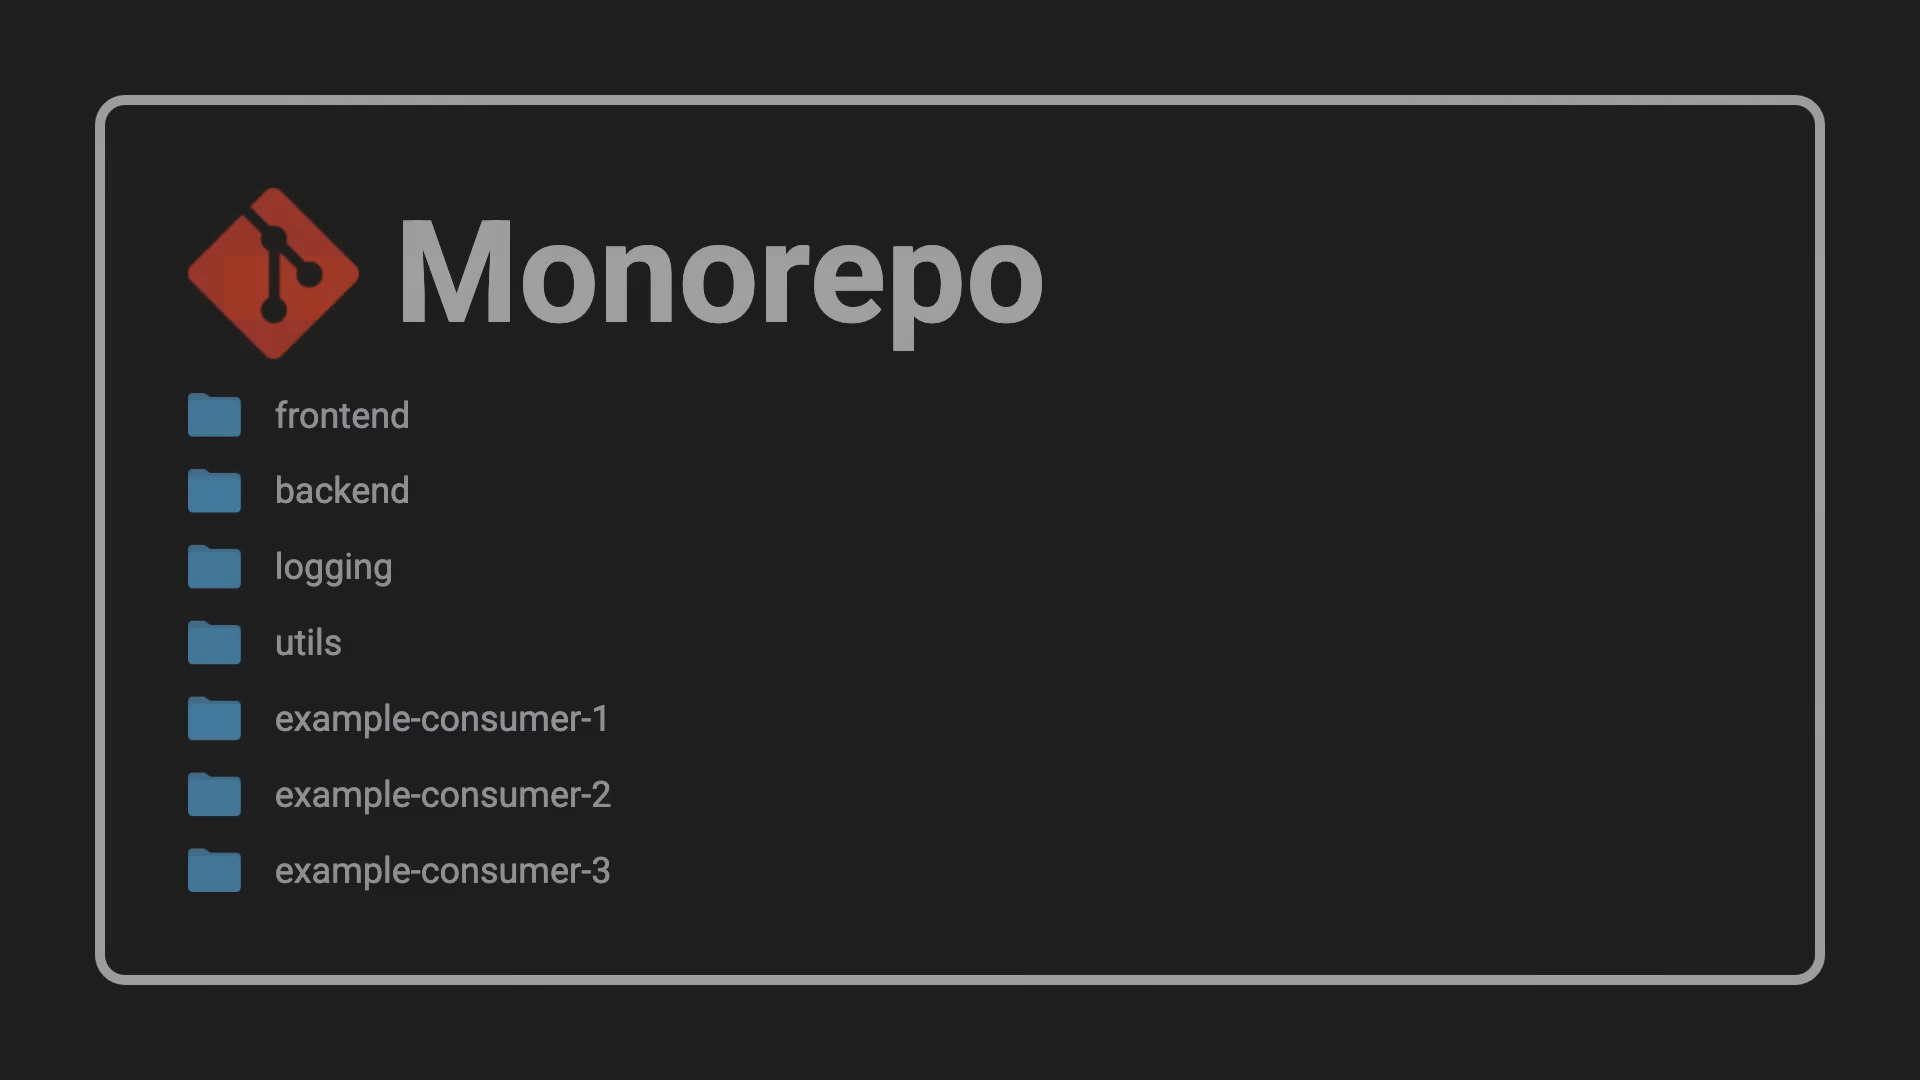 Monorepo
frontend
backend
logging
utils
example-consumer-1
example-consumer-2
example-consumer-3